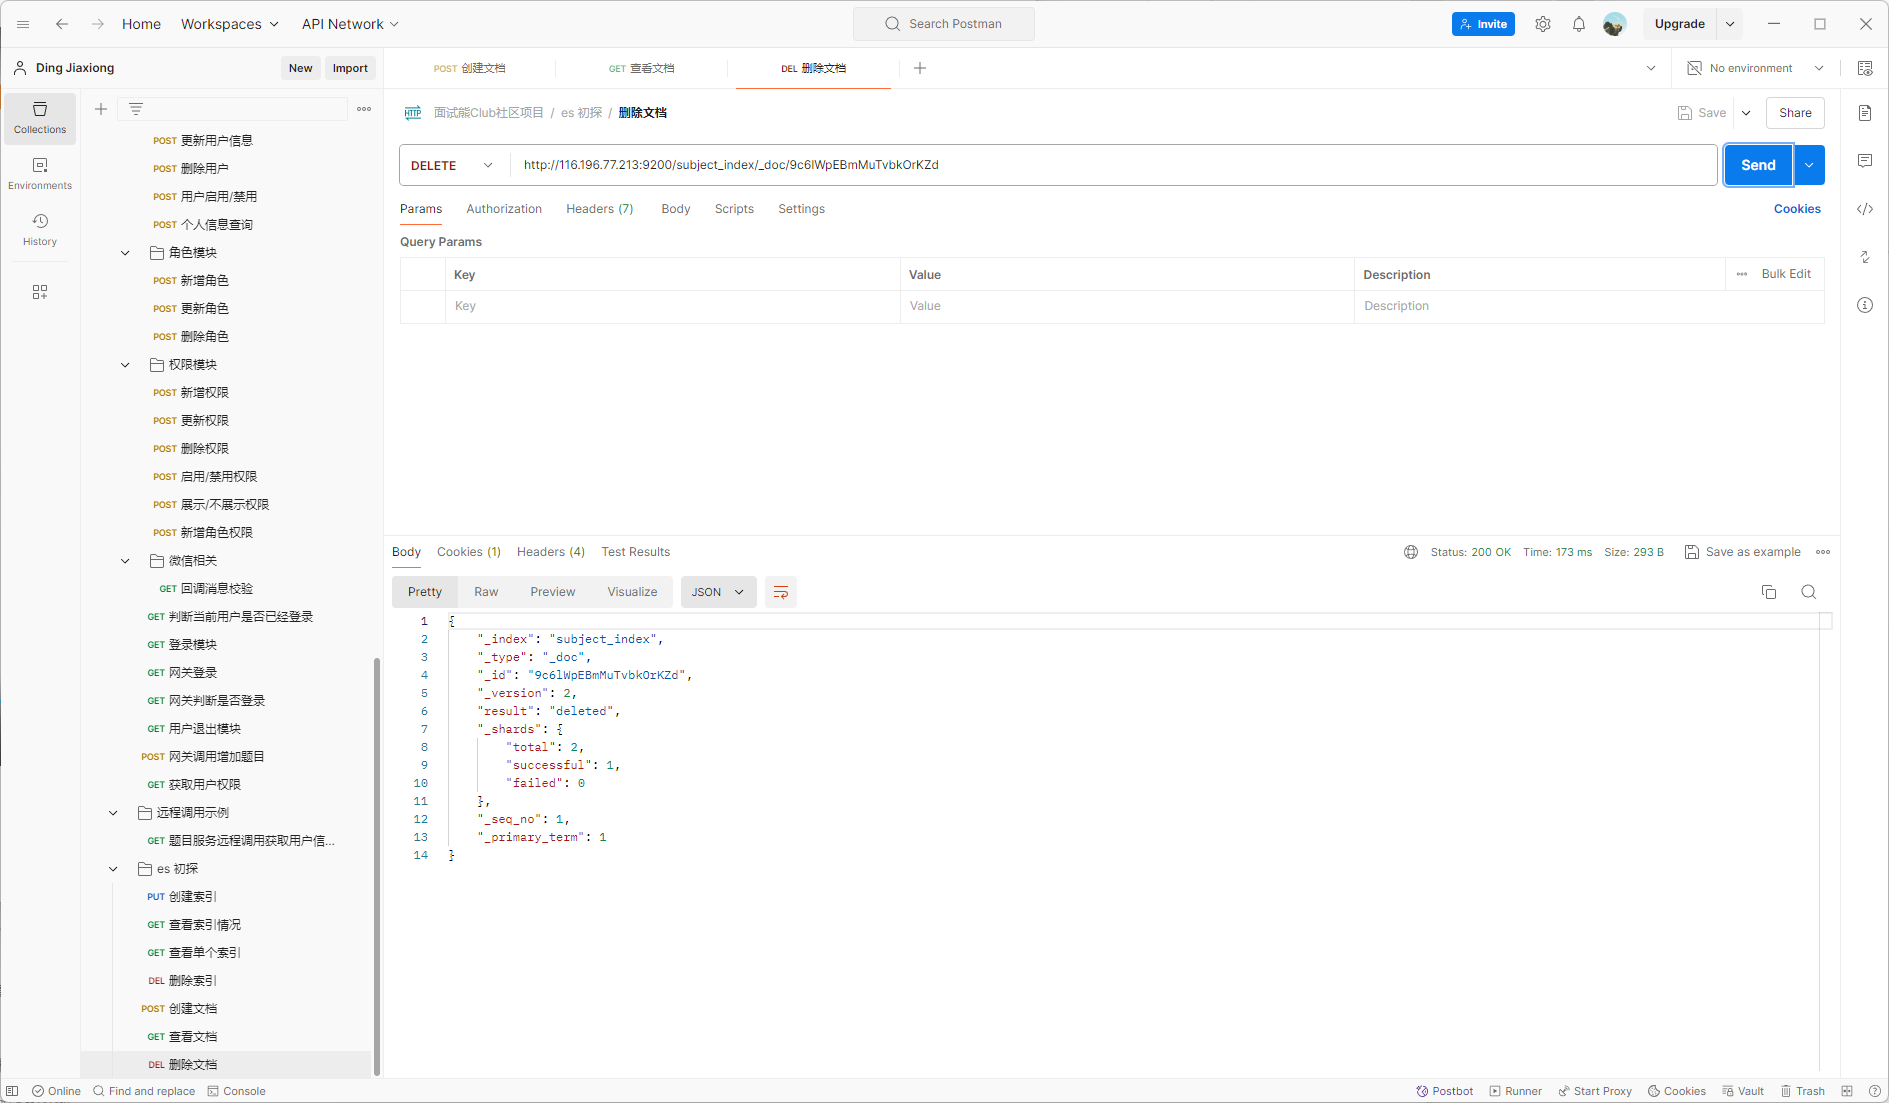 Home Workspaces API Network Search Postman Invite Upgrade
Ding Jiaxiong New Import POST 创建文档 GET 查看文档 DEL 删除文档 No environment
Collections
Environments
History
POST 更新用户信息
POST 删除用户
POST 用户启用/禁用
POST 个人信息查询
角色模块
POST 新增角色
POST 更新角色
POST 删除角色
权限模块
POST 新增权限
POST 更新权限
POST 删除权限
POST 启用/禁用权限
POST 展示/不展示权限
POST 新增角色权限
微信相关
GET 回调消息校验
GET 判断当前用户是否已经登录
GET 登录模块
GET 网关登录
GET 网关判断是否登录
GET 用户退出模块
POST 网关调用增加题目
GET 获取用户权限
远程调用示例
GET 题目服务远程调用获取用户信...
es 初探
PUT 创建索引
GET 查看索引情况
GET 查看单个索引
DEL 删除索引
POST 创建文档
GET 查看文档
DEL 删除文档
HTTP 面试熊Club社区项目 / es 初探 / 删除文档 Save Share
DELETE http://116.196.77.213:9200/subject_index/_doc/9c6lWpEBmMuTvbkOrKZd Send
Params Authorization Headers (7) Body Scripts Settings Cookies
Query Params
Key Value Description Bulk Edit
Key Value Description
Body Cookies (1) Headers (4) Test Results Status: 200 OK Time: 173 ms Size: 293 B Save as example
Pretty Raw Preview Visualize JSON
1 {
2 "_index": "subject_index",
3 "_type": "_doc",
4 "_id": "9c6lWpEBmMuTvbkOrKZd",
5 "_version": 2,
6 "result": "deleted",
7 "_shards": {
8 "total": 2,
9 "successful": 1,
10 "failed": 0
11 },
12 "_seq_no": 1,
13 "_primary_term": 1
14 }
Online Find and replace Console Postbot Runner Start Proxy Cookies Vault Trash